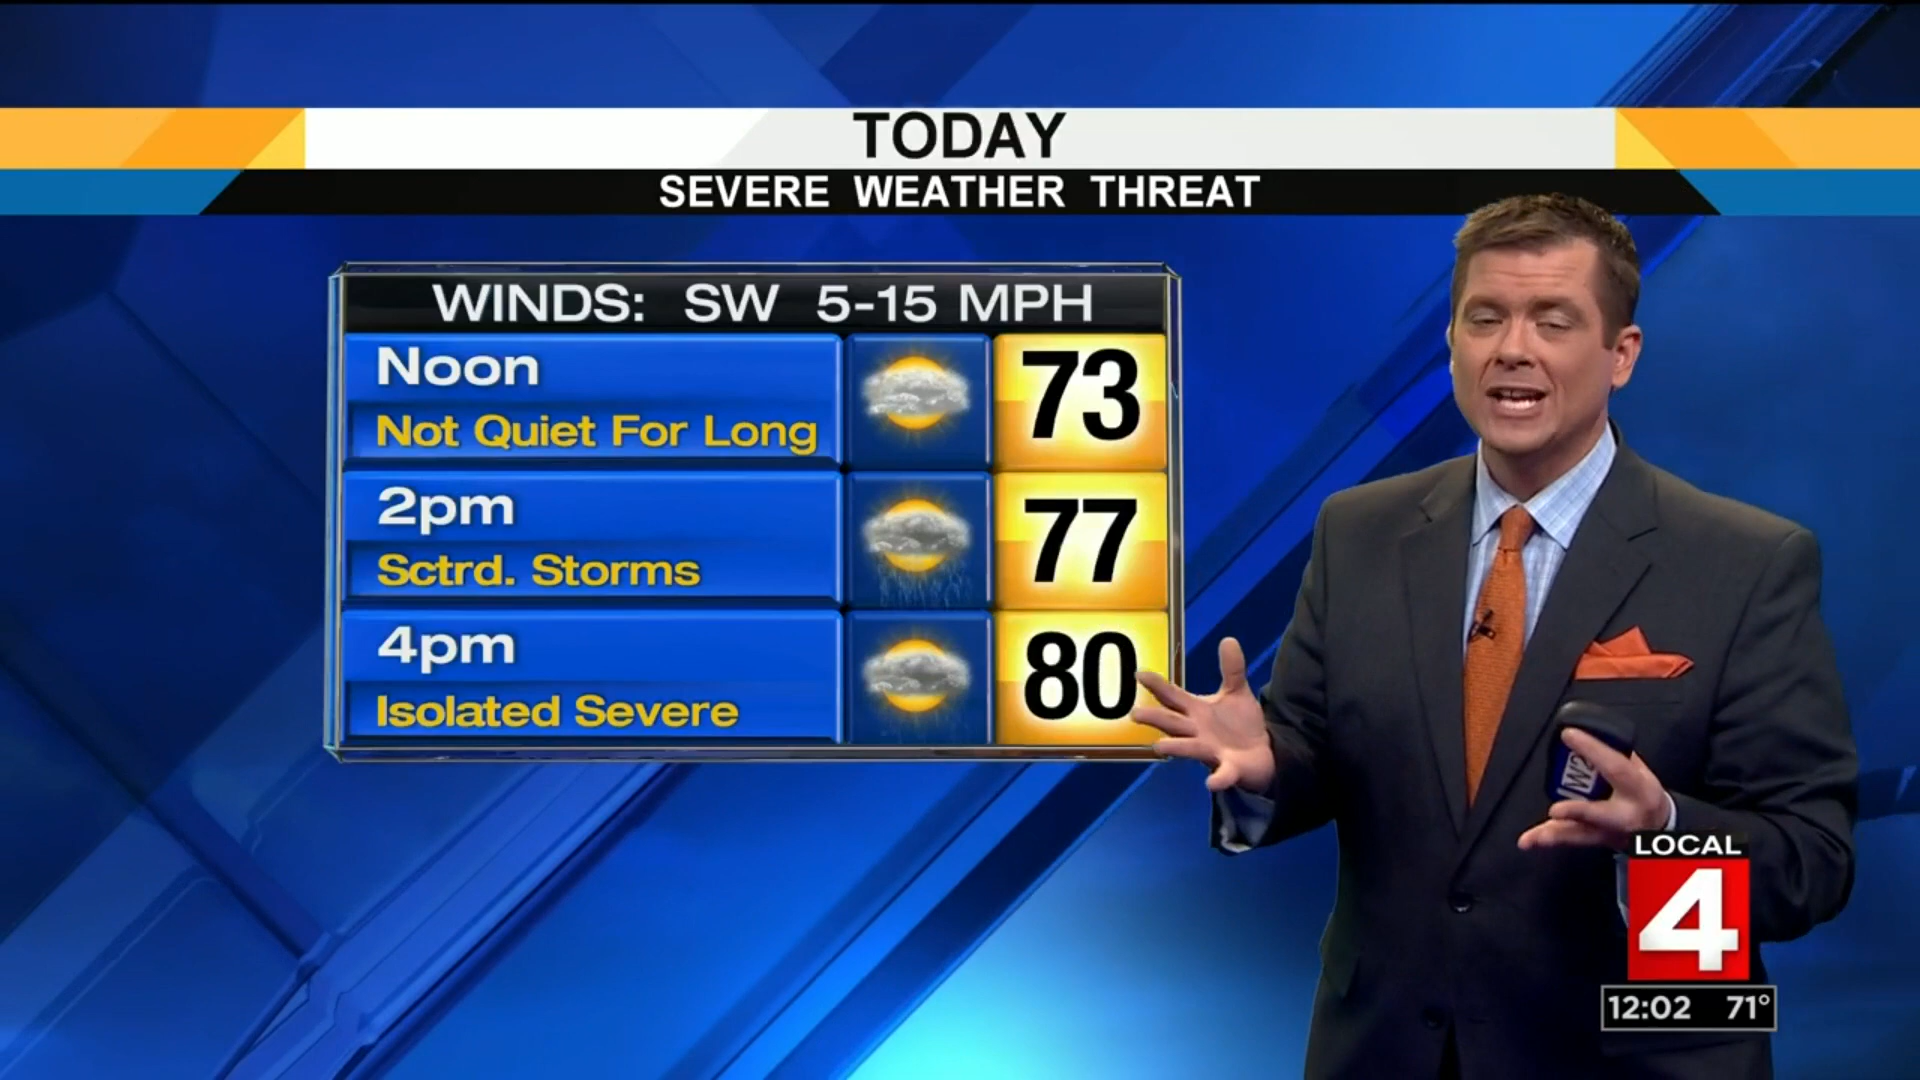 TODAY
SEVERE WEATHER THREAT
WINDS: SW 5-15 MPH
Noon
Not Quiet For Long
73
2pm
Sctrd. Storms
77
4pm
Isolated Severe
80
LOCAL
4
12:02 71°